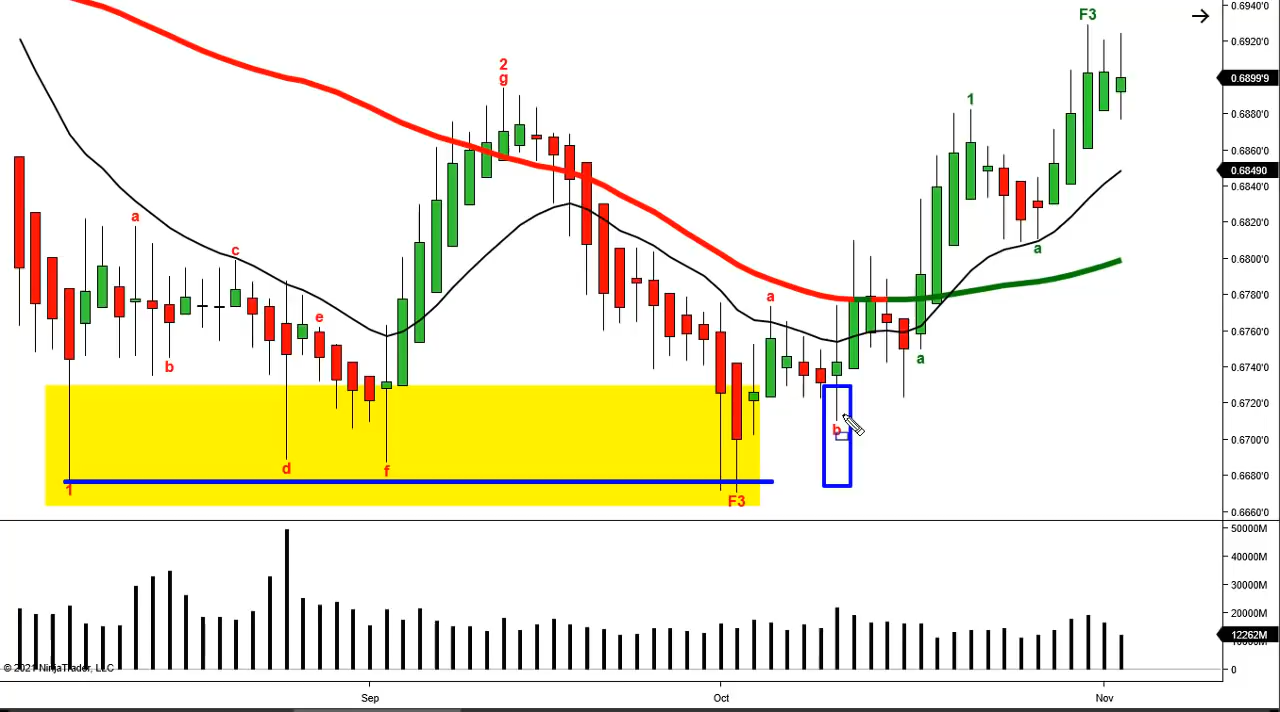 0.6940'0
F3
0.6920'0
2
g
0.6899'9
0.6880'0
1
0.6860'0
0.68490
0.6840'0
a
0.6820'0
c
a
0.6800'0
a
0.6780'0
e
0.6760'0
b
a
0.6740'0
0.6720'0
b
0.6700'0
d
f
0.6680'0
1
F3
0.6660'0
50000M
40000M
30000M
20000M
12262M
0
© 2021 NinjaTrader, LLC
Sep
Oct
Nov